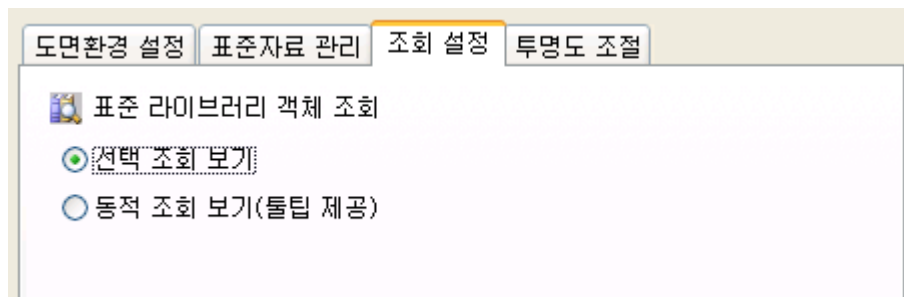 도면환경 설정 표준자료 관리 조회 설정 투명도 조절
표준 라이브러리 객체 조회
선택 조회 보기
동적 조회 보기(툴팁 제공)